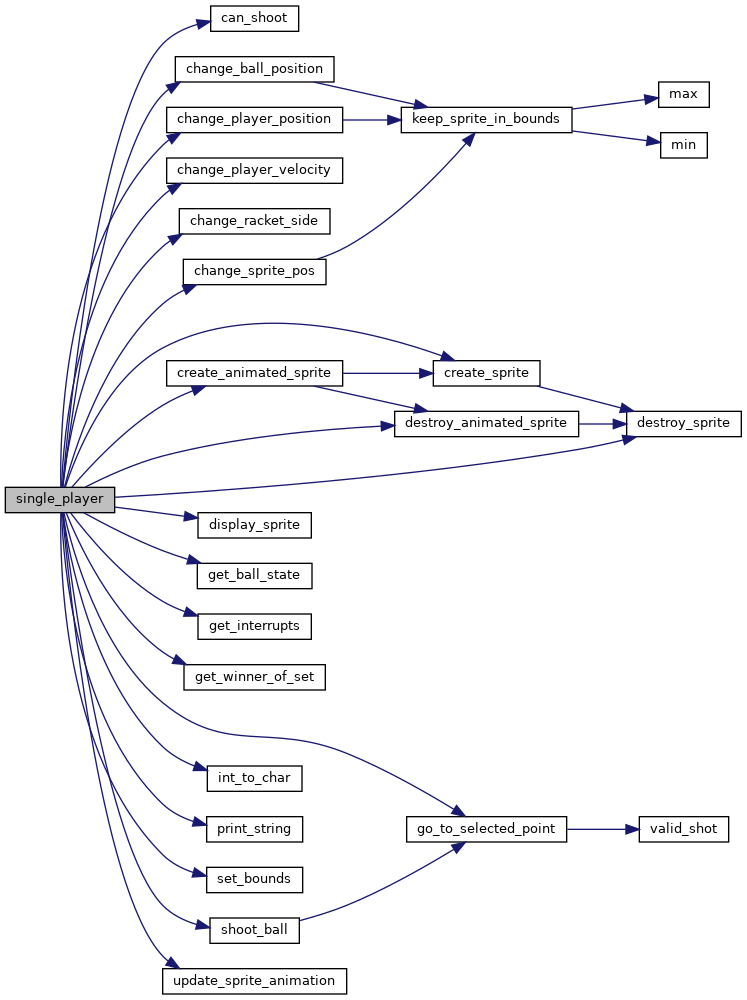 can_shoot
change_ball_position
change_player_position
keep_sprite_in_bounds
max
min
change_player_velocity
change_racket_side
change_sprite_pos
create_animated_sprite
create_sprite
destroy_animated_sprite
destroy_sprite
single_player
display_sprite
get_ball_state
get_interrupts
get_winner_of_set
int_to_char
print_string
go_to_selected_point
valid_shot
set_bounds
shoot_ball
update_sprite_animation